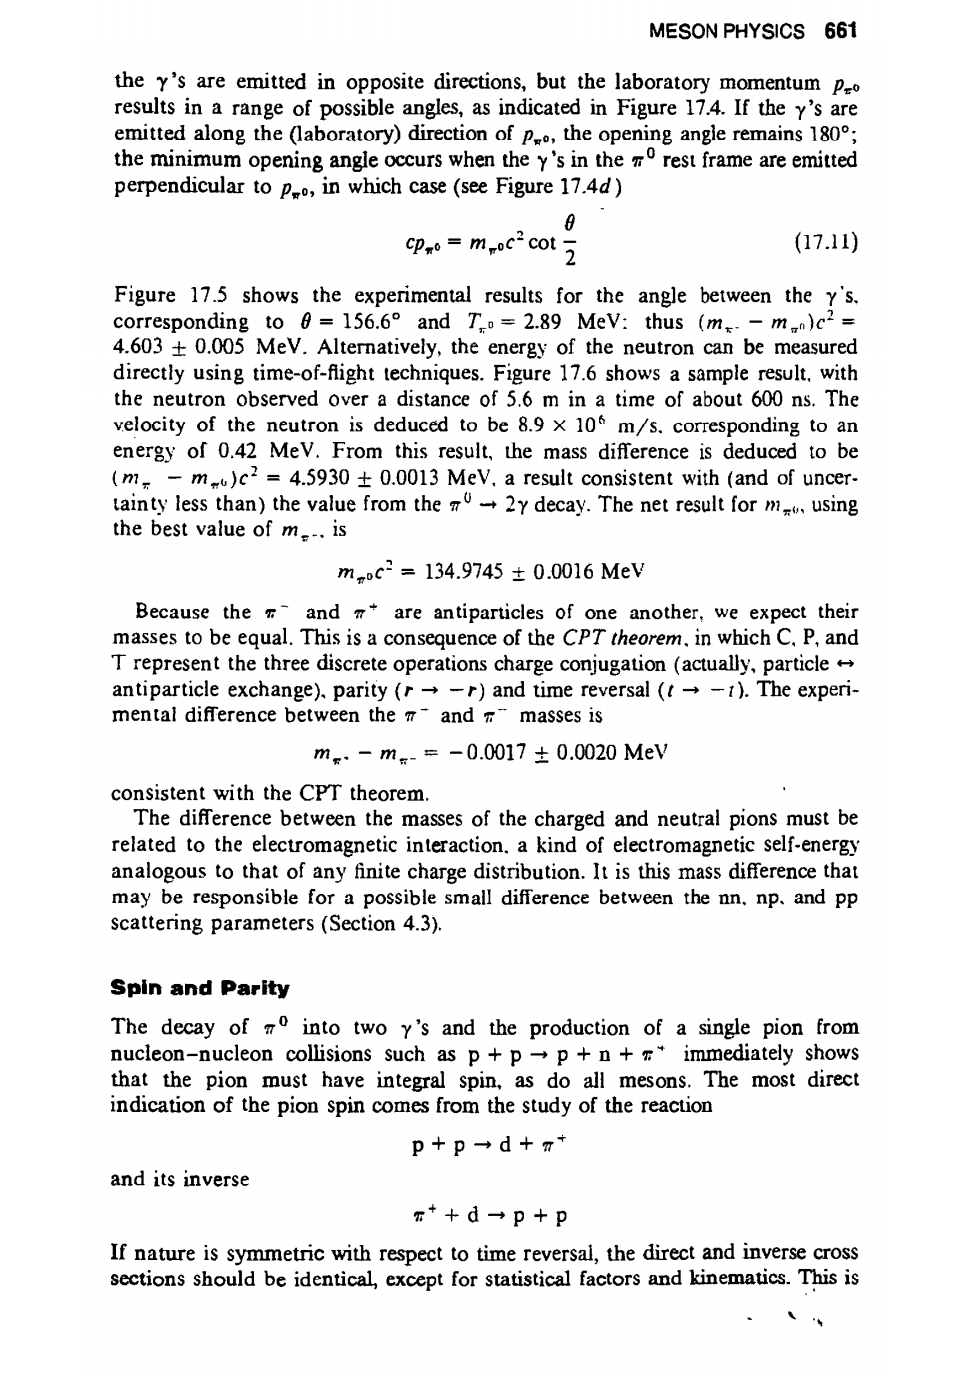 MESON PHYSICS 661
the γ's are emitted in opposite directions, but the laboratory momentum p_π⁰
results in a range of possible angles, as indicated in Figure 17.4. If the γ's are
emitted along the (laboratory) direction of p_π⁰, the opening angle remains 180°;
the minimum opening angle occurs when the γ's in the π⁰ rest frame are emitted
perpendicular to p_π⁰, in which case (see Figure 17.4d)
cp_π⁰ = m_π⁰c² cot θ/2 (17.11)
Figure 17.5 shows the experimental results for the angle between the γ's,
corresponding to θ = 156.6° and T_π⁰ = 2.89 MeV: thus (m_π⁻ − m_π⁰)c² =
4.603 ± 0.005 MeV. Alternatively, the energy of the neutron can be measured
directly using time-of-flight techniques. Figure 17.6 shows a sample result, with
the neutron observed over a distance of 5.6 m in a time of about 600 ns. The
velocity of the neutron is deduced to be 8.9 × 10⁶ m/s, corresponding to an
energy of 0.42 MeV. From this result, the mass difference is deduced to be
(m_π⁻ − m_π⁰)c² = 4.5930 ± 0.0013 MeV, a result consistent with (and of uncer-
tainty less than) the value from the π⁰ → 2γ decay. The net result for m_π⁰, using
the best value of m_π⁻, is
m_π⁰c² = 134.9745 ± 0.0016 MeV
Because the π⁻ and π⁺ are antiparticles of one another, we expect their
masses to be equal. This is a consequence of the CPT theorem, in which C, P, and
T represent the three discrete operations charge conjugation (actually, particle ↔
antiparticle exchange), parity (r → −r) and time reversal (t → −t). The experi-
mental difference between the π⁻ and π⁻ masses is
m_π⁺ − m_π⁻ = −0.0017 ± 0.0020 MeV
consistent with the CPT theorem.
The difference between the masses of the charged and neutral pions must be
related to the electromagnetic interaction, a kind of electromagnetic self-energy
analogous to that of any finite charge distribution. It is this mass difference that
may be responsible for a possible small difference between the nn, np, and pp
scattering parameters (Section 4.3).
Spin and Parity
The decay of π⁰ into two γ's and the production of a single pion from
nucleon–nucleon collisions such as p + p → p + n + π⁺ immediately shows
that the pion must have integral spin, as do all mesons. The most direct
indication of the pion spin comes from the study of the reaction
p + p → d + π⁺
and its inverse
π⁺ + d → p + p
If nature is symmetric with respect to time reversal, the direct and inverse cross
sections should be identical, except for statistical factors and kinematics. This is